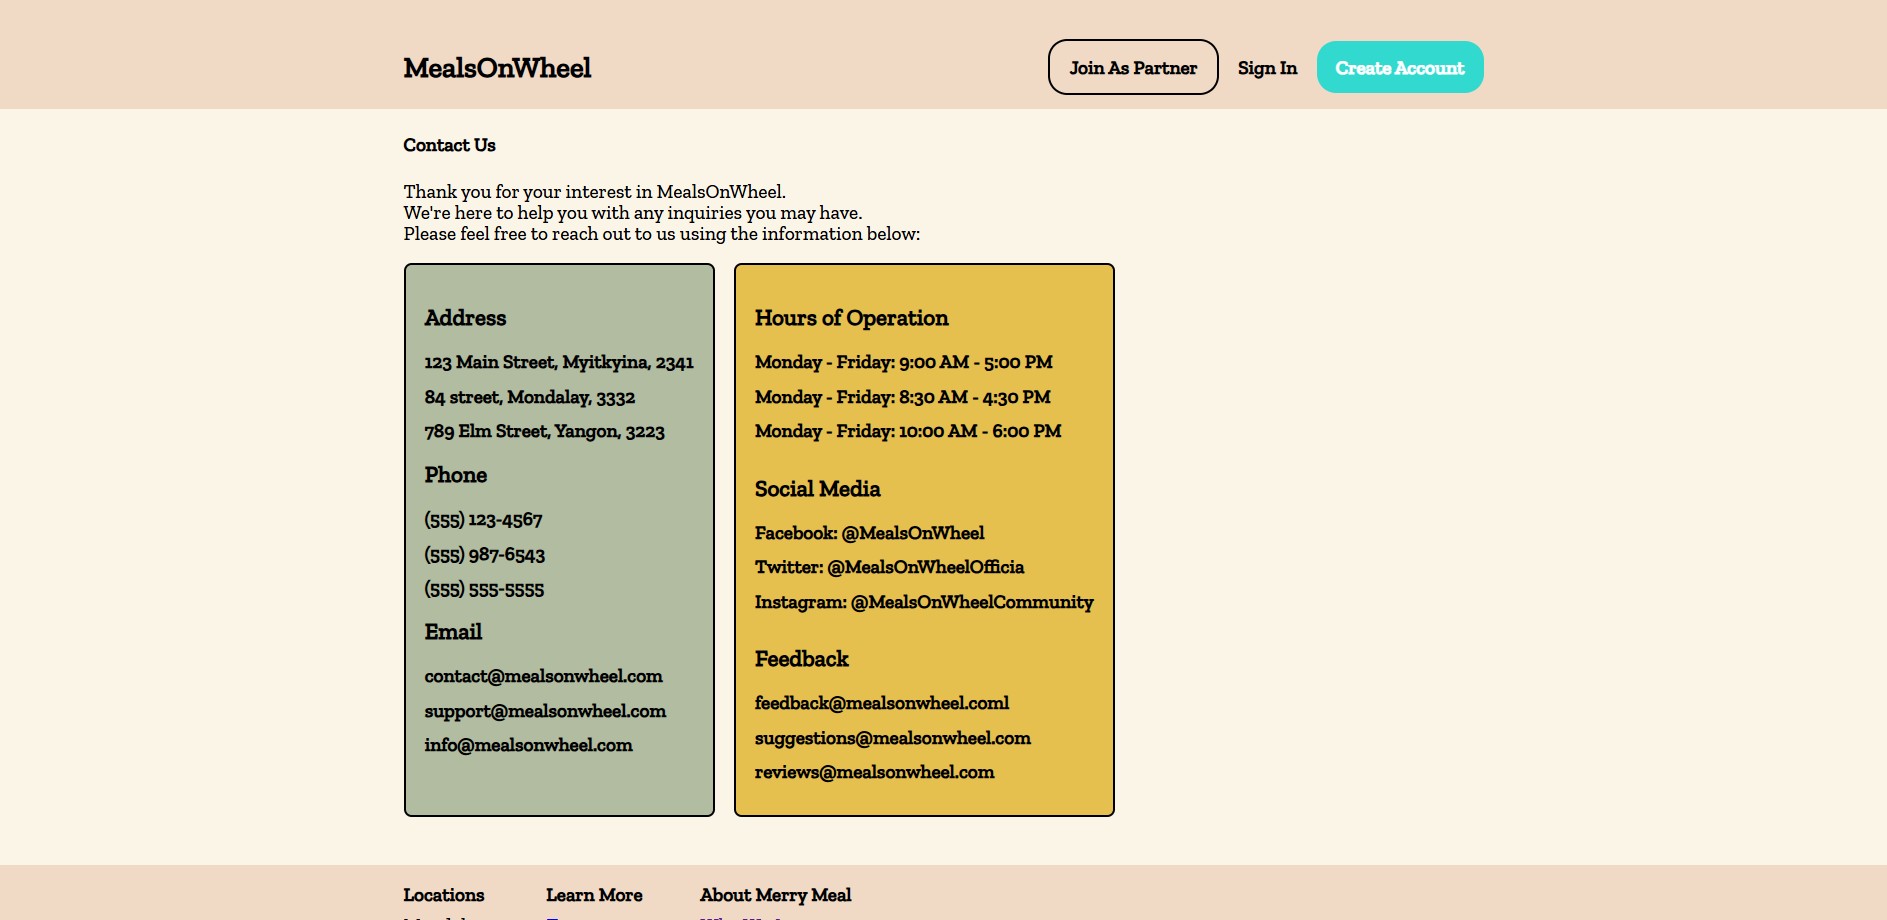 MealsOnWheel
Join As Partner
Sign In
Create Account
Contact Us
Thank you for your interest in MealsOnWheel.
We're here to help you with any inquiries you may have.
Please feel free to reach out to us using the information below:
Address
123 Main Street, Myitkyina, 2341
84 street, Mondalay, 3332
789 Elm Street, Yangon, 3223
Phone
(555) 123-4567
(555) 987-6543
(555) 555-5555
Email
contact@mealsonwheel.com
support@mealsonwheel.com
info@mealsonwheel.com
Hours of Operation
Monday - Friday: 9:00 AM - 5:00 PM
Monday - Friday: 8:30 AM - 4:30 PM
Monday - Friday: 10:00 AM - 6:00 PM
Social Media
Facebook: @MealsOnWheel
Twitter: @MealsOnWheelOfficia
Instagram: @MealsOnWheelCommunity
Feedback
feedback@mealsonwheel.coml
suggestions@mealsonwheel.com
reviews@mealsonwheel.com
Locations
Learn More
About Merry Meal